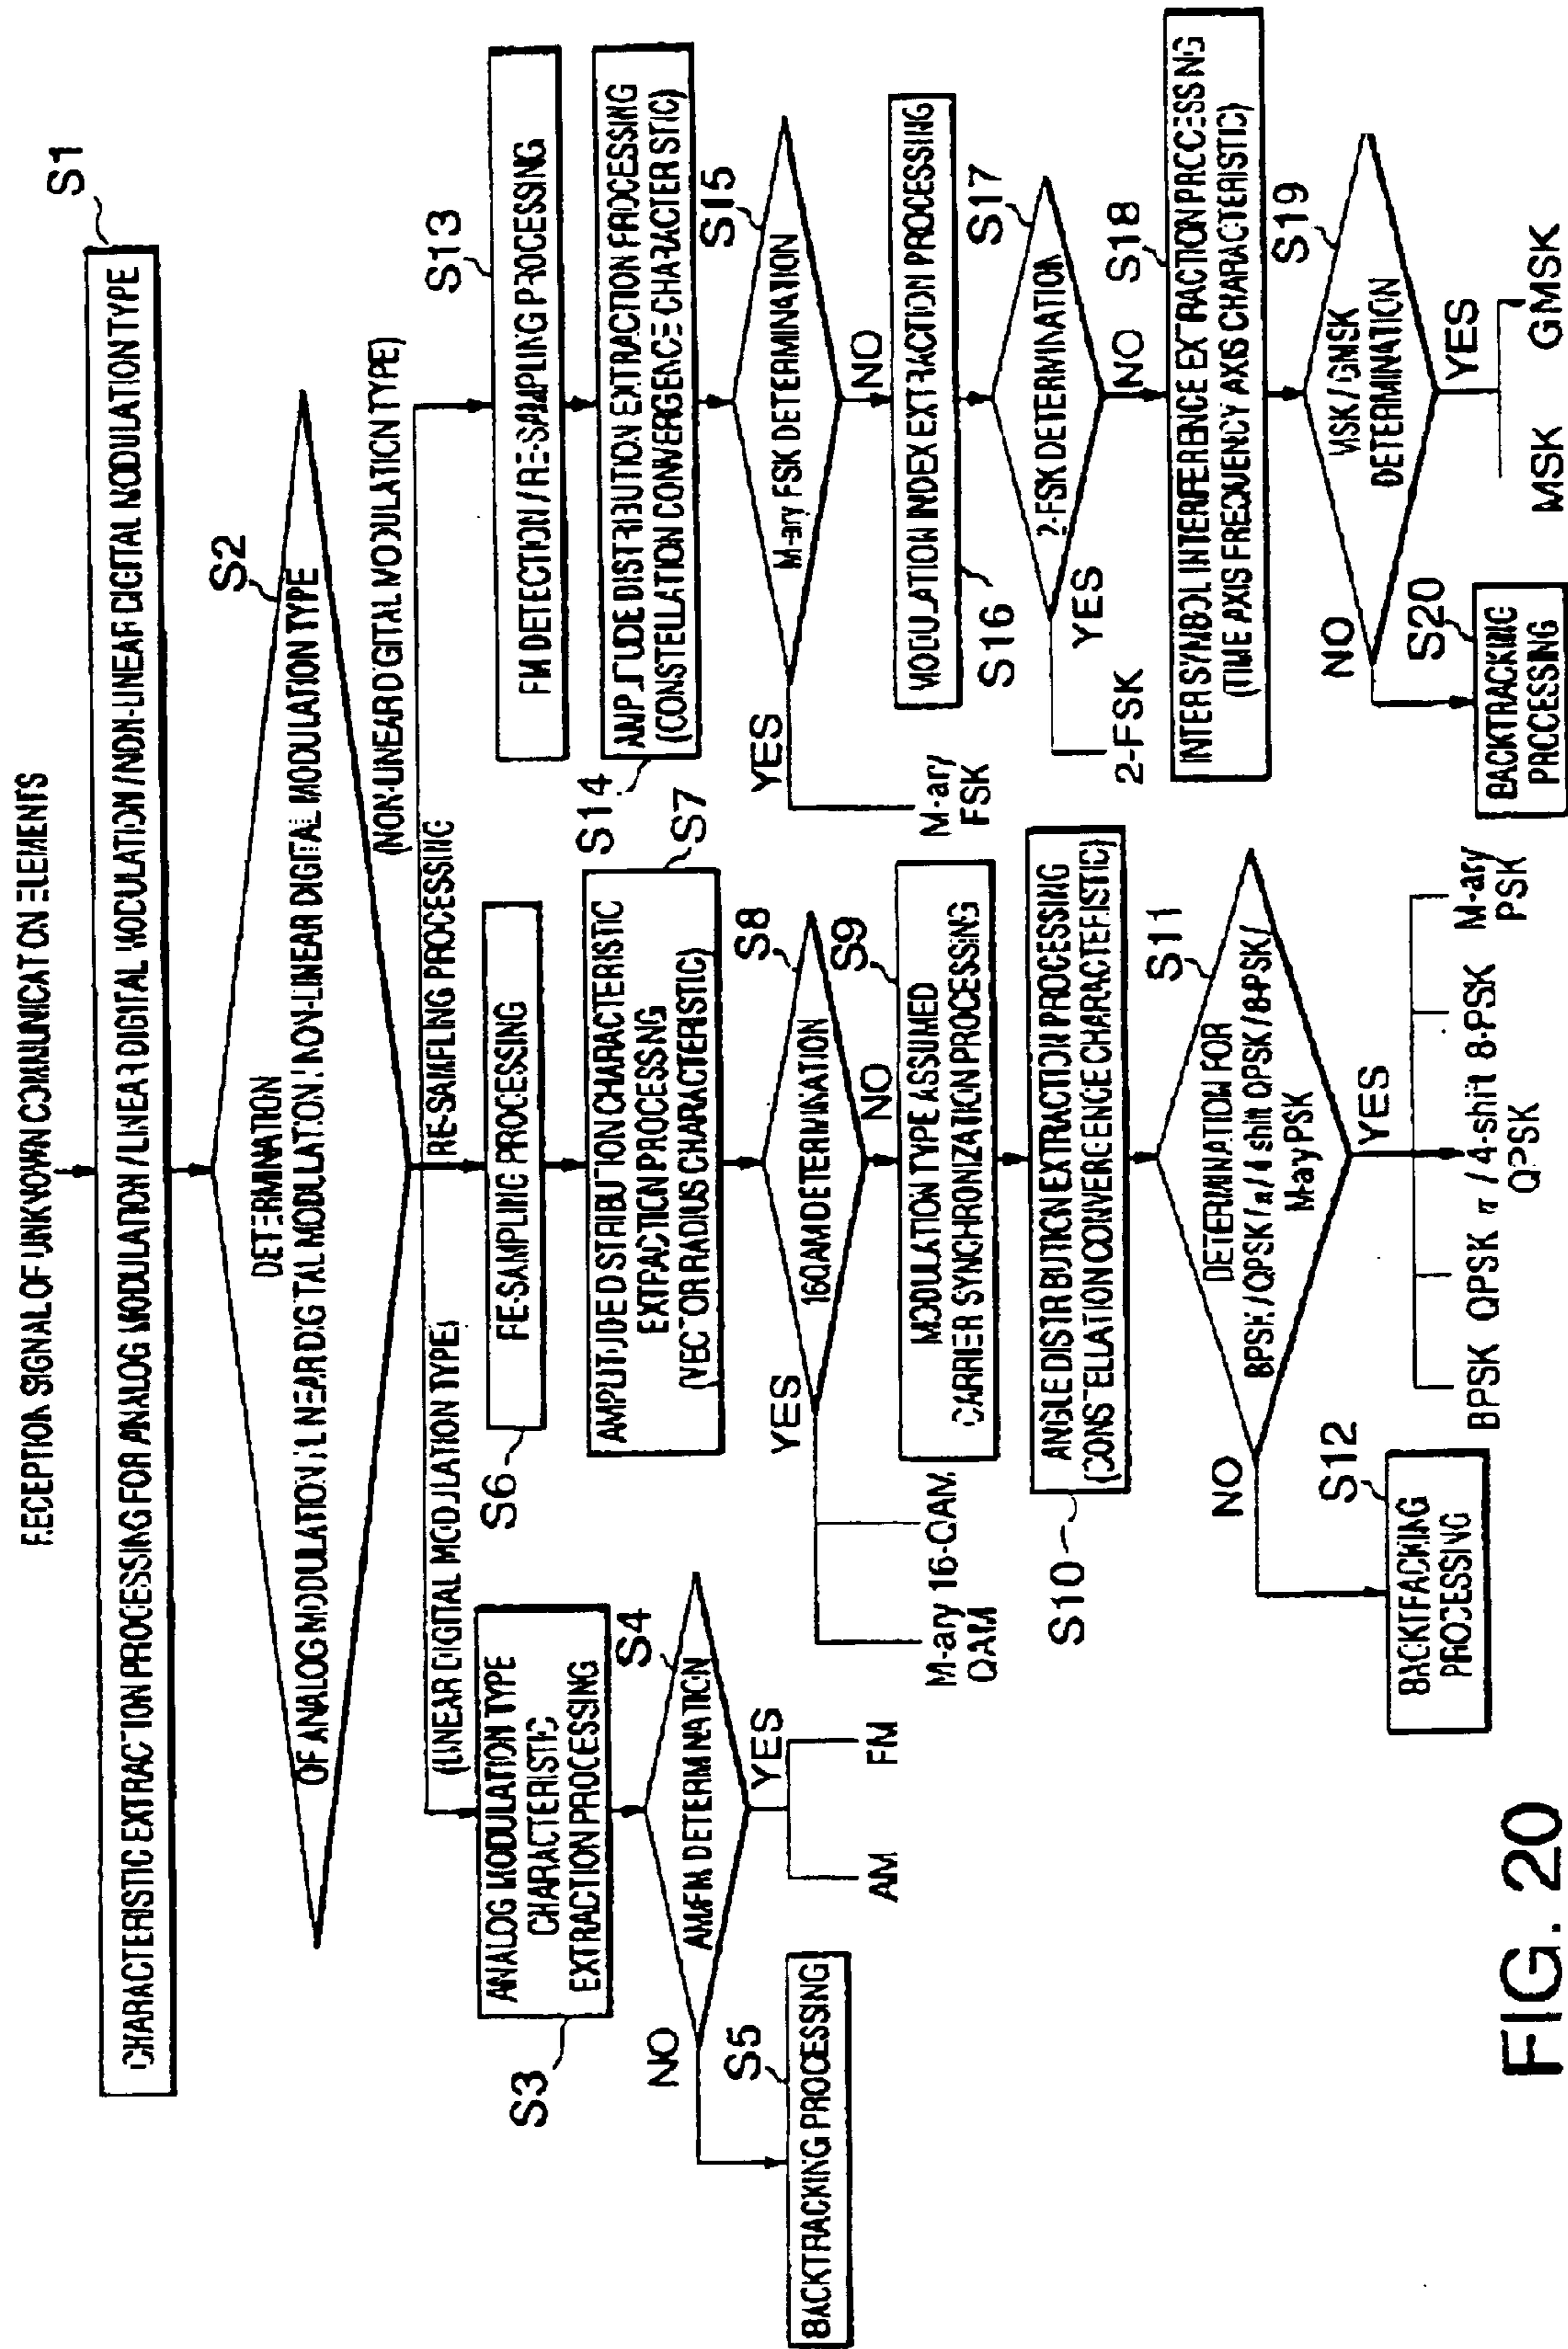 RECEPTION SIGNAL OF UNKNOWN COMMUNICATION ELEMENTS
S1
CHARACTERISTIC EXTRACTION PROCESSING FOR ANALOG MODULATION / LINEAR DIGITAL MODULATION / NON-LINEAR DIGITAL MODULATION TYPE
S2
DETERMINATION
OF ANALOG MODULATION / LINEAR DIGITAL MODULATION / NON-LINEAR DIGITAL MODULATION TYPE
(LINEAR DIGITAL MODULATION TYPE)
RE-SAMPLING PROCESSING
(NON-LINEAR DIGITAL MODULATION TYPE)
S3
ANALOG MODULATION TYPE
CHARACTERISTIC
EXTRACTION PROCESSING
S4
AM/FM DETERMINATION
NO
YES
S5
BACKTRACKING PROCESSING
AM
FM
S6
RE-SAMPLING PROCESSING
S7
AMPUTUDE DISTRIBUTION CHARACTERISTIC
EXTRACTION PROCESSING
(VECTOR RADIUS CHARACTERISTIC)
S8
16QAM DETERMINATION
YES
NO
M-ary
QAM
16-QAM
S9
MODULATION TYPE ASSUMED
CARRIER SYNCHRONIZATION PROCESSING
S10
ANGLE DISTRIBUTION EXTRACTION PROCESSING
(CONSTELLATION CONVERGENCE CHARACTERISTIC)
S11
DETERMINATION FOR
BPSK / QPSK / π / 4 shift QPSK / 8-PSK /
MayPSK
NO
YES
S12
BACKTRACKING
PROCESSING
BPSK
QPSK
π / 4-shift
QPSK
8-PSK
M-ary
PSK
S13
FM DETECTION / RE-SAMPLING PROCESSING
S14
AMPLITUDE DISTRIBUTION EXTRACTION PROCESSING
(CONSTELLATION CONVERGENCE CHARACTERISTIC)
S15
M-ary FSK DETERMINATION
YES
NO
M-ary
FSK
S16
MODULATION INDEX EXTRACTION PROCESSING
S17
2-FSK DETERMINATION
YES
NO
2-FSK
S18
INTER SYMBOL INTERFERENCE EXTRACTION PROCESSING
(TIME AXIS FREQUENCY AXIS CHARACTERISTIC)
S19
MSK / GMSK
DETERMINATION
NO
YES
S20
BACKTRACKING
PROCESSING
MSK
GMSK
FIG. 20